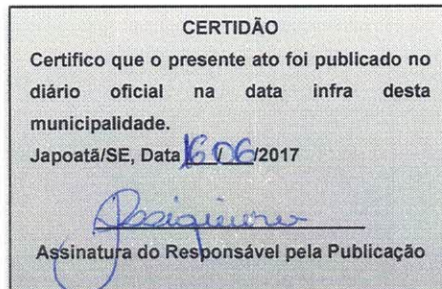 CERTIDÃO
Certifico que o presente ato foi publicado no
diário oficial na data infra desta
municipalidade.
Japoatã/SE, Data 16/06/2017
Assinatura do Responsável pela Publicação